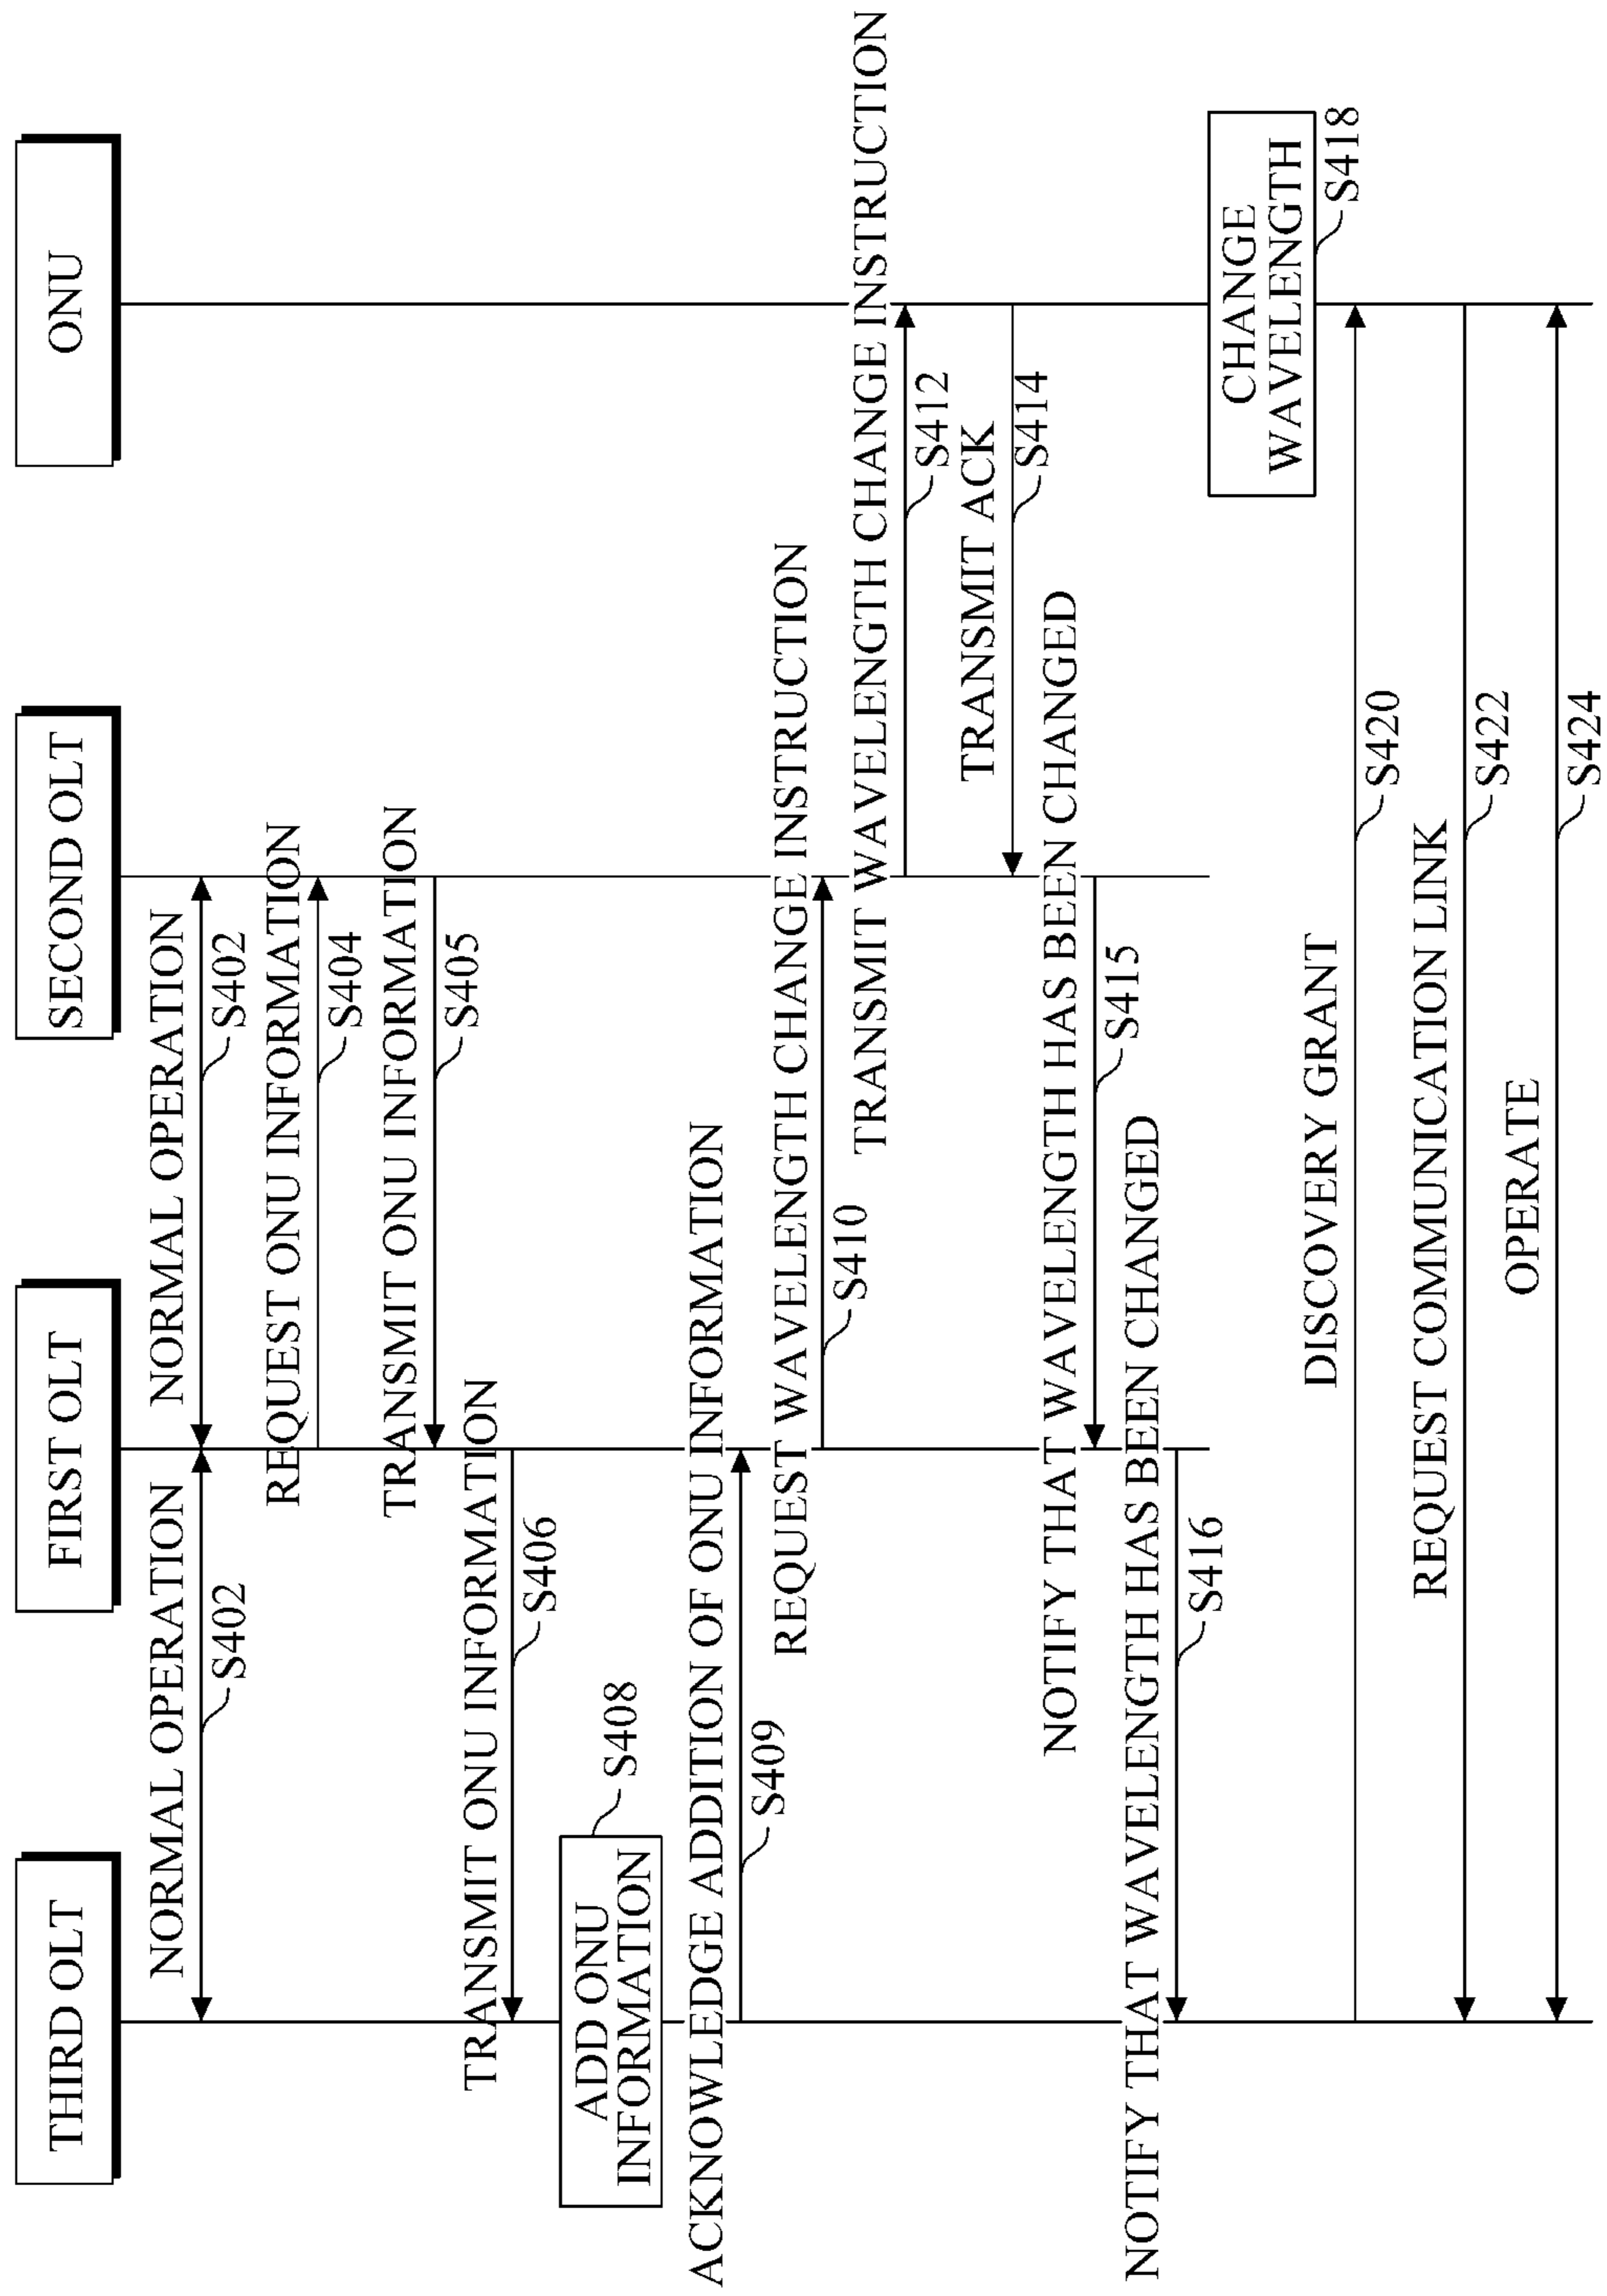 THIRD OLT
FIRST OLT
SECOND OLT
ONU
NORMAL OPERATION
NORMAL OPERATION
S402
S402
REQUEST ONU INFORMATION
S404
TRANSMIT ONU INFORMATION
S405
TRANSMIT ONU INFORMATION
S406
ADD ONU
INFORMATION
S408
ACKNOWLEDGE ADDITION OF ONU INFORMATION
S409
REQUEST WAVELENGTH CHANGE INSTRUCTION
S410
TRANSMIT WAVELENGTH CHANGE INSTRUCTION
S412
TRANSMIT ACK
S414
NOTIFY THAT WAVELENGTH HAS BEEN CHANGED
S415
NOTIFY THAT WAVELENGTH HAS BEEN CHANGED
S416
CHANGE
WAVELENGTH
S418
DISCOVERY GRANT
S420
REQUEST COMMUNICATION LINK
S422
OPERATE
S424